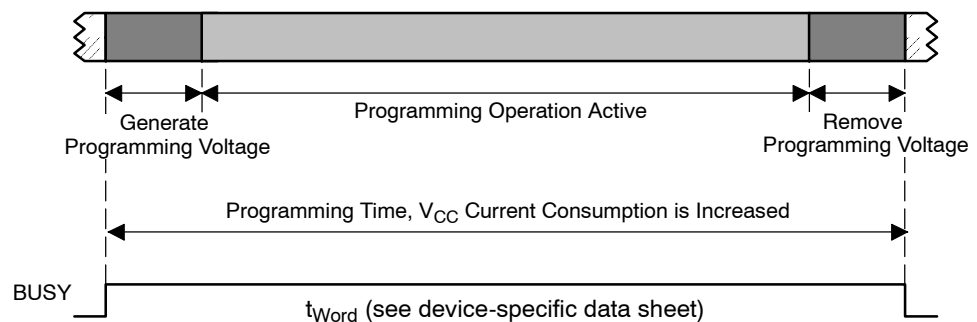 Generate
Programming Voltage
Programming Operation Active
Remove
Programming Voltage
Programming Time, VCC Current Consumption is Increased
BUSY
tWord (see device-specific data sheet)